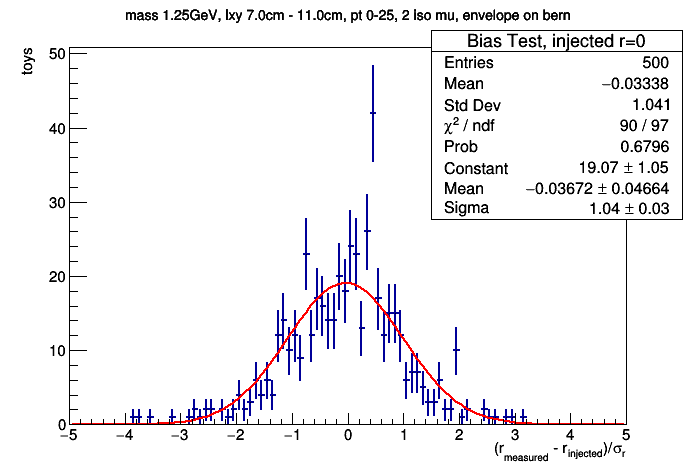 mass 1.25GeV, lxy 7.0cm - 11.0cm, pt 0-25, 2 Iso mu, envelope on bern
Bias Test, injected r=0
Entries 500
Mean −0.03338
Std Dev 1.041
χ² / ndf 90 / 97
Prob 0.6796
Constant 19.07 ± 1.05
Mean −0.03672 ± 0.04664
Sigma 1.04 ± 0.03
toys
50
40
30
20
10
0
−5 −4 −3 −2 −1 0 1 2 3 4 5
(r_measured - r_injected)/σ_r